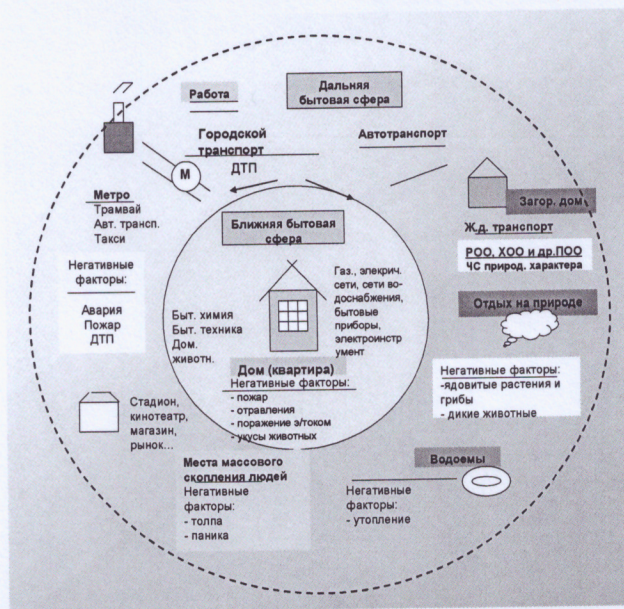 Работа
Дальняя
бытовая сфера
Городской
транспорт
ДТП
Автотранспорт
М
Метро
Трамвай
Авт. трансп.
Такси
Загор. дом
Ж.д. транспорт
РОО, ХОО и др.ПОО
ЧС природ. характера
Ближняя бытовая
сфера
Негативные
факторы:
Авария
Пожар
ДТП
Быт. химия
Быт. техника
Дом.
животн.
Газ., элекрич.
сети, сети во-
доснабжения,
бытовые
приборы,
электроинстр
умент
Отдых на природе
Дом (квартира)
Негативные факторы:
- пожар
- отравления
- поражение э/током
- укусы животных
Негативные факторы:
-ядовитые растения и
грибы
- дикие животные
Стадион,
кинотеатр,
магазин,
рынок...
Места массового
скопления людей
Негативные
факторы:
- толпа
- паника
Водоемы
Негативные
факторы:
- утопление